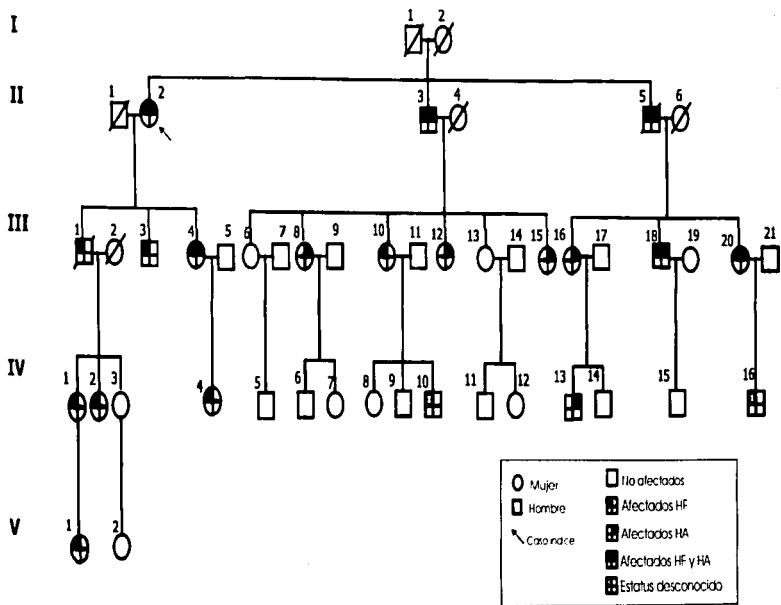 I
1 2
II
1 2 3 4 5 6
III
1 2 3 4 5 6 7 8 9 10 11 12 13 14 15 16 17 18 19 20 21
IV
1 2 3 4 5 6 7 8 9 10 11 12 13 14 15 16
V
1 2
Mujer
Hombre
Caso indice
No afectados
Afectados HF
Afectados HA
Afectados HF y HA
Estatus desconocido